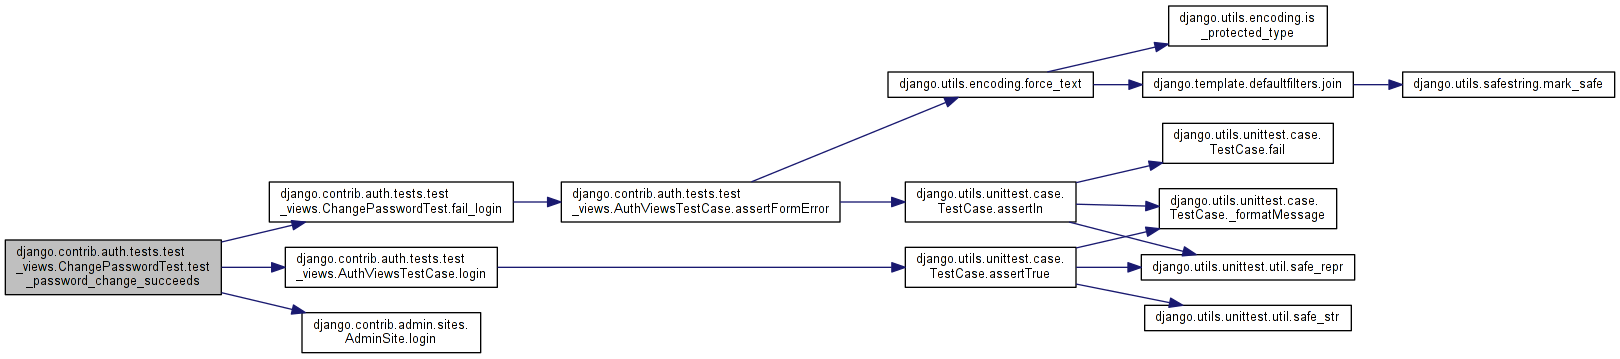 django.utils.encoding.is
_protected_type
django.utils.encoding.force_text
django.template.defaultfilters.join
django.utils.safestring.mark_safe
django.utils.unittest.case.
TestCase.fail
django.contrib.auth.tests.test
_views.ChangePasswordTest.fail_login
django.contrib.auth.tests.test
_views.AuthViewsTestCase.assertFormError
django.utils.unittest.case.
TestCase.assertIn
django.utils.unittest.case.
TestCase._formatMessage
django.contrib.auth.tests.test
_views.ChangePasswordTest.test
_password_change_succeeds
django.contrib.auth.tests.test
_views.AuthViewsTestCase.login
django.utils.unittest.case.
TestCase.assertTrue
django.utils.unittest.util.safe_repr
django.utils.unittest.util.safe_str
django.contrib.admin.sites.
AdminSite.login